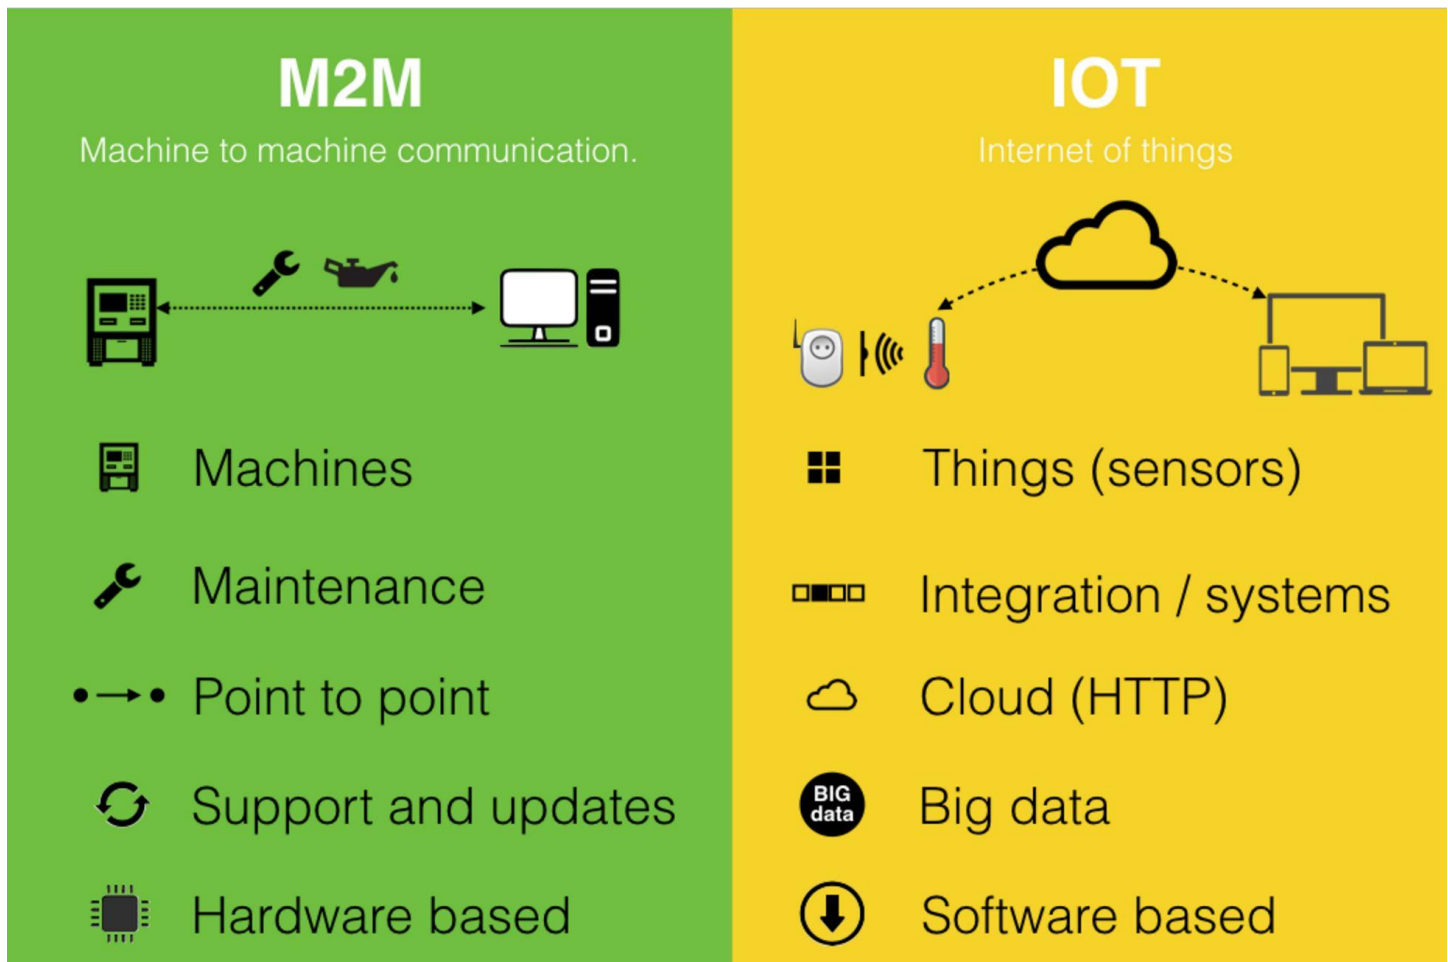 M2M
Machine to machine communication.
Machines
Maintenance
Point to point
Support and updates
Hardware based
IOT
Internet of things
Things (sensors)
Integration / systems
Cloud (HTTP)
BIG
data
Big data
Software based